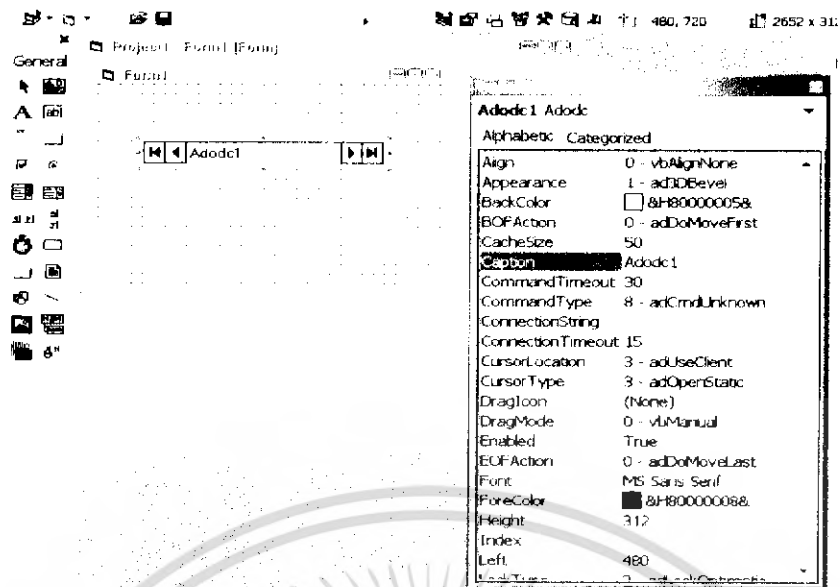 480, 720
2652 x 312
Project1 - Form1 (Form)
General
Form1
Adodc1
Adodc1 Adodc
Alphabetic Categorized
Align 0 - vbAlignNone
Appearance 1 - ad3DBevel
BackColor &H80000005&
BOFAction 0 - adDoMoveFirst
CacheSize 50
Caption Adodc1
CommandTimeout 30
CommandType 8 - adCmdUnknown
ConnectionString
ConnectionTimeout 15
CursorLocation 3 - adUseClient
CursorType 3 - adOpenStatic
DragIcon (None)
DragMode 0 - vbManual
Enabled True
EOFAction 0 - adDoMoveLast
Font MS Sans Serif
ForeColor &H80000008&
Height 312
Index
Left 480